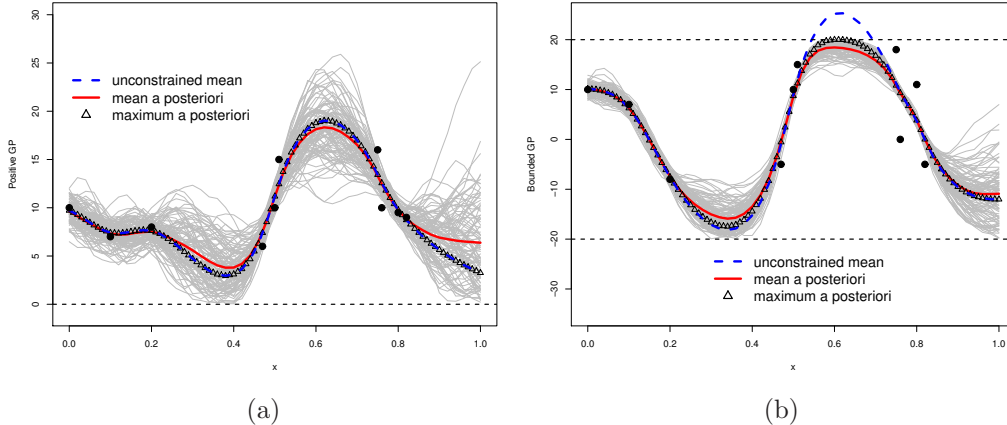 30
25
20
15
10
5
0
Positive GP
unconstrained mean
mean a posteriori
maximum a posteriori
0.0 0.2 0.4 0.6 0.8 1.0
x
(a)
20
10
0
−10
−20
−30
Bounded GP
unconstrained mean
mean a posteriori
maximum a posteriori
0.0 0.2 0.4 0.6 0.8 1.0
x
(b)